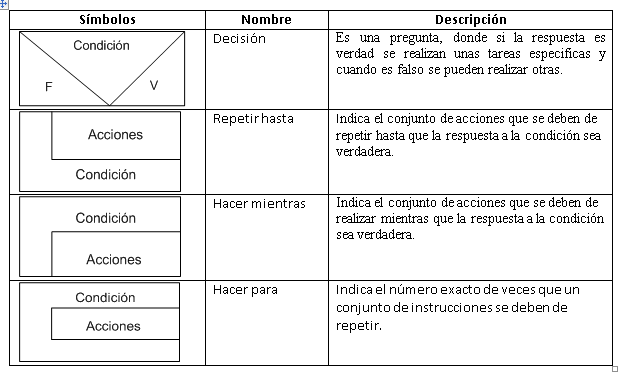 Símbolos Nombre Descripción
Condición
F V
Decisión
Es una pregunta, donde si la respuesta es
verdad se realizan unas tareas especificas y
cuando es falso se pueden realizar otras.
Acciones
Condición
Repetir hasta
Indica el conjunto de acciones que se deben de
repetir hasta que la respuesta a la condición sea
verdadera.
Condición
Acciones
Hacer mientras
Indica el conjunto de acciones que se deben de
realizar mientras que la respuesta a la condición
sea verdadera.
Condición
Acciones
Hacer para
Indica el número exacto de veces que un
conjunto de instrucciones se deben de
repetir.